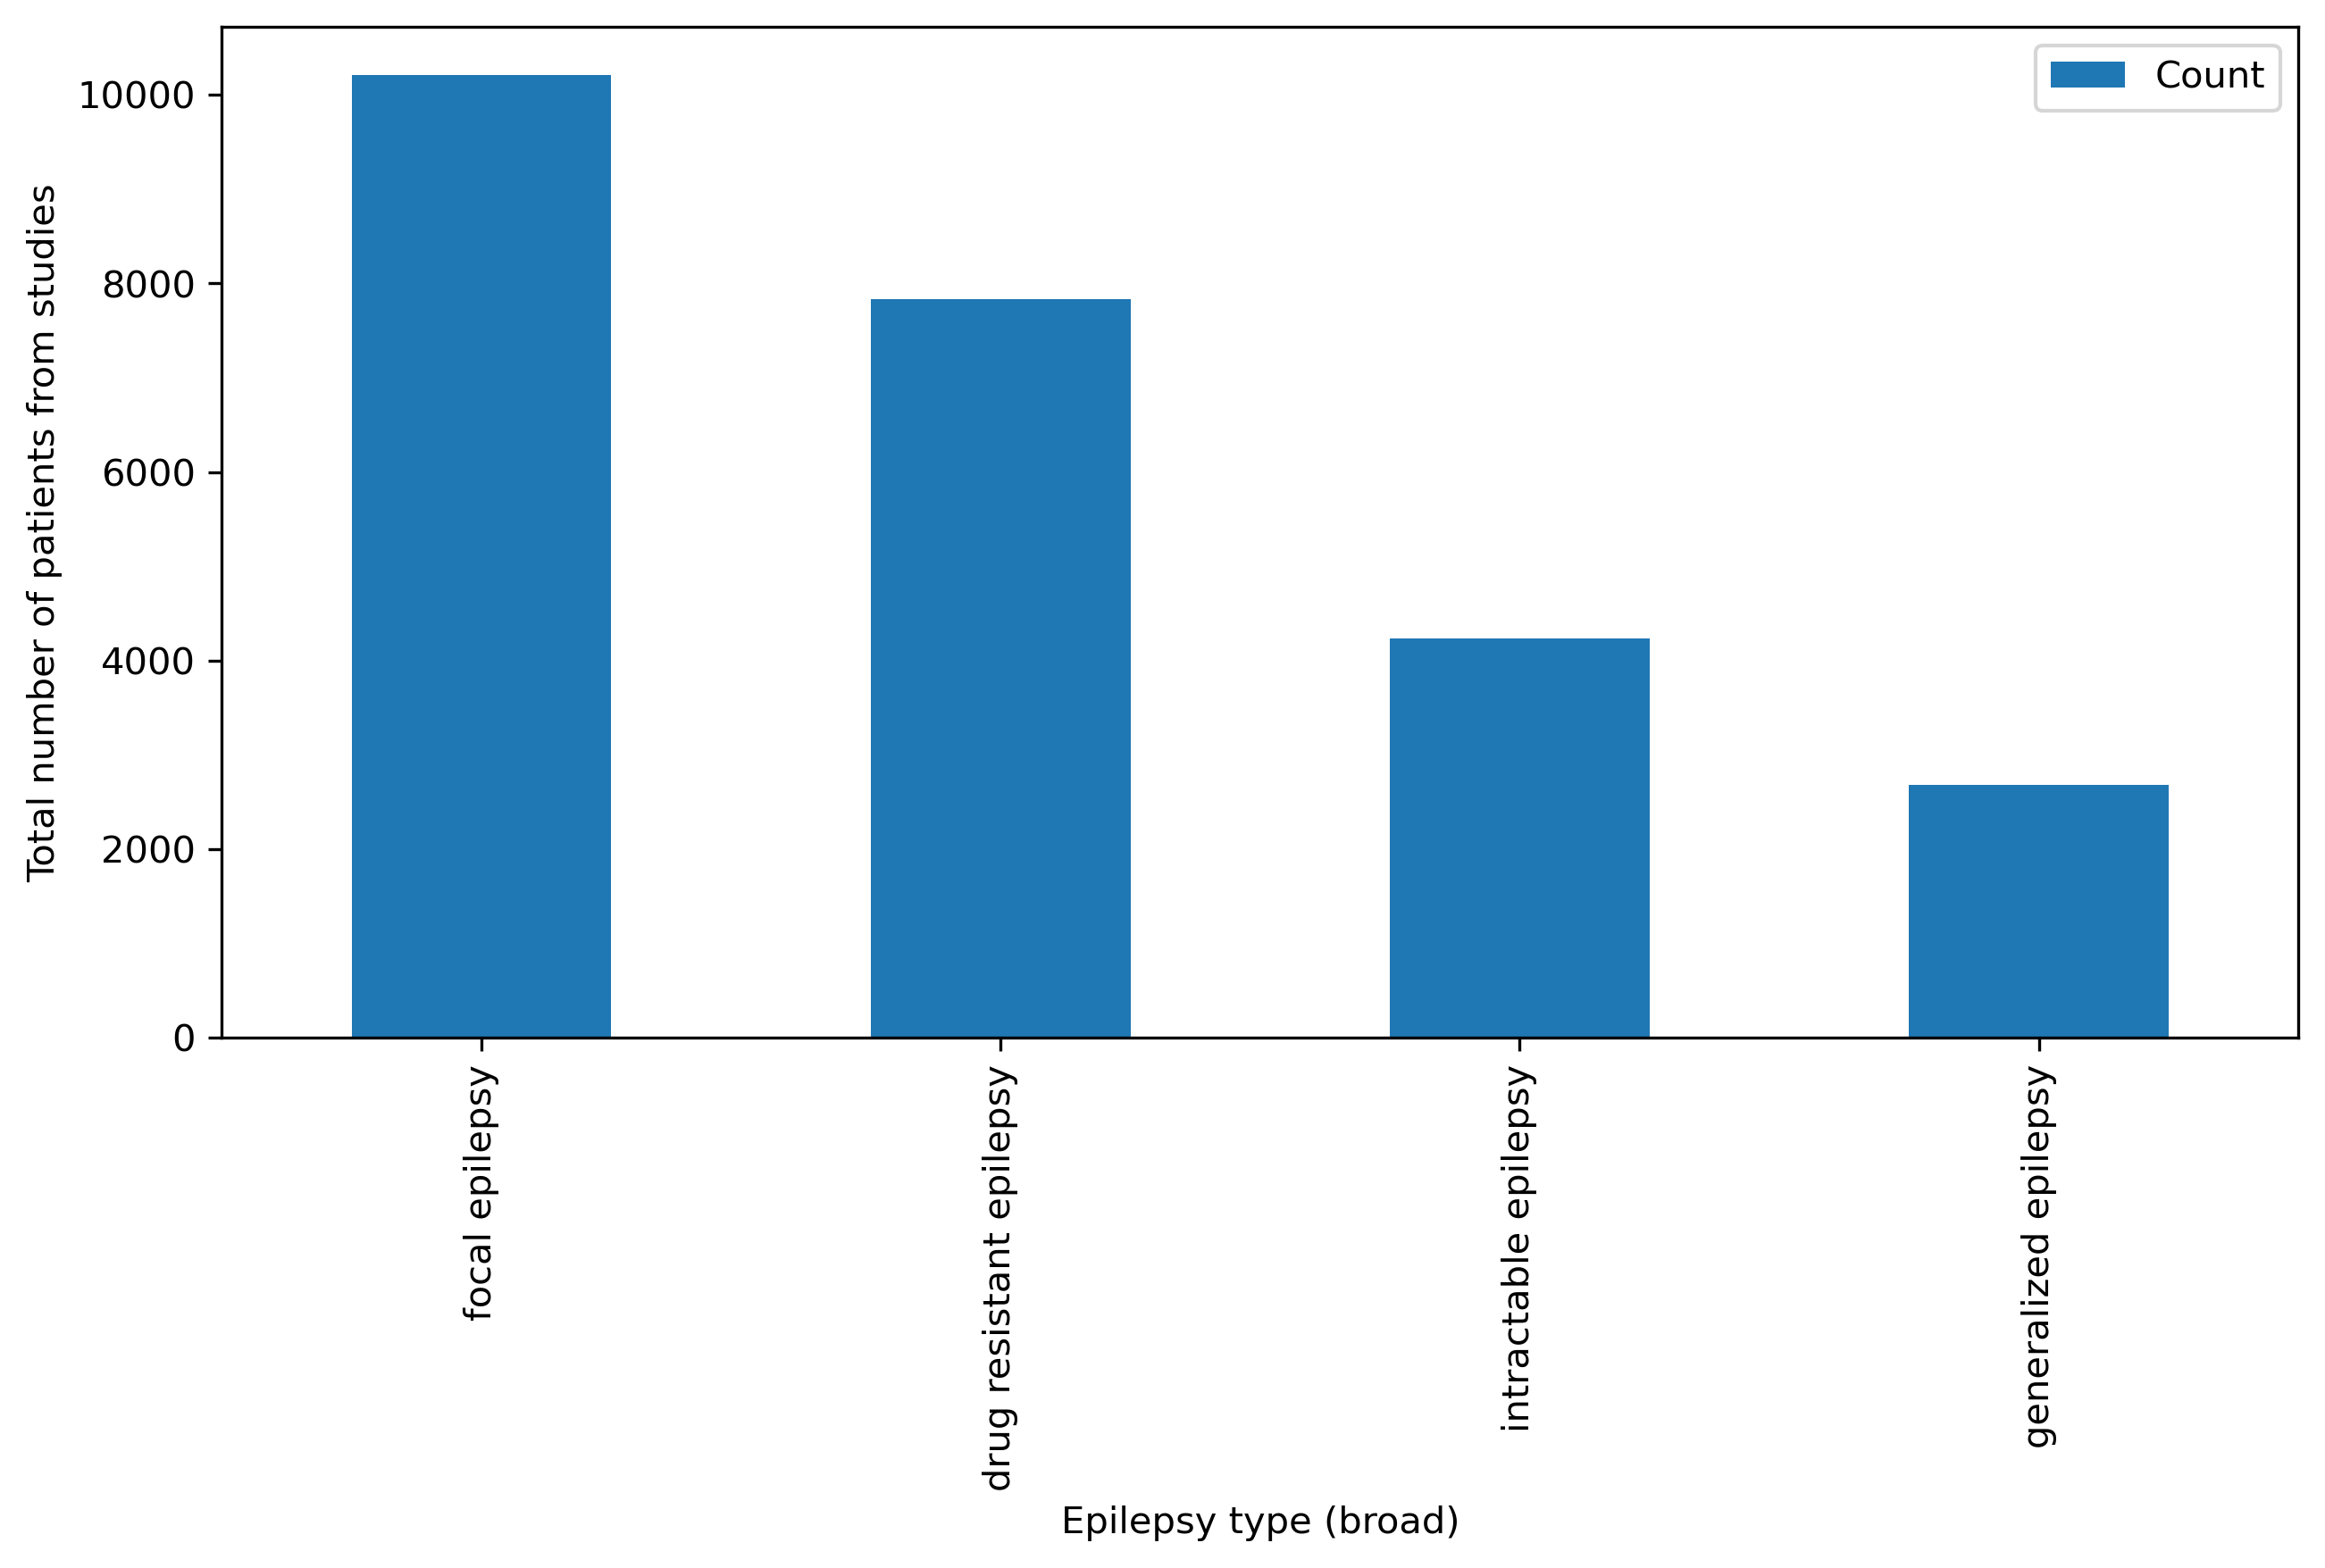 Count
Total number of patients from studies
10000
8000
6000
4000
2000
0
focal epilepsy
drug resistant epilepsy
intractable epilepsy
generalized epilepsy
Epilepsy type (broad)